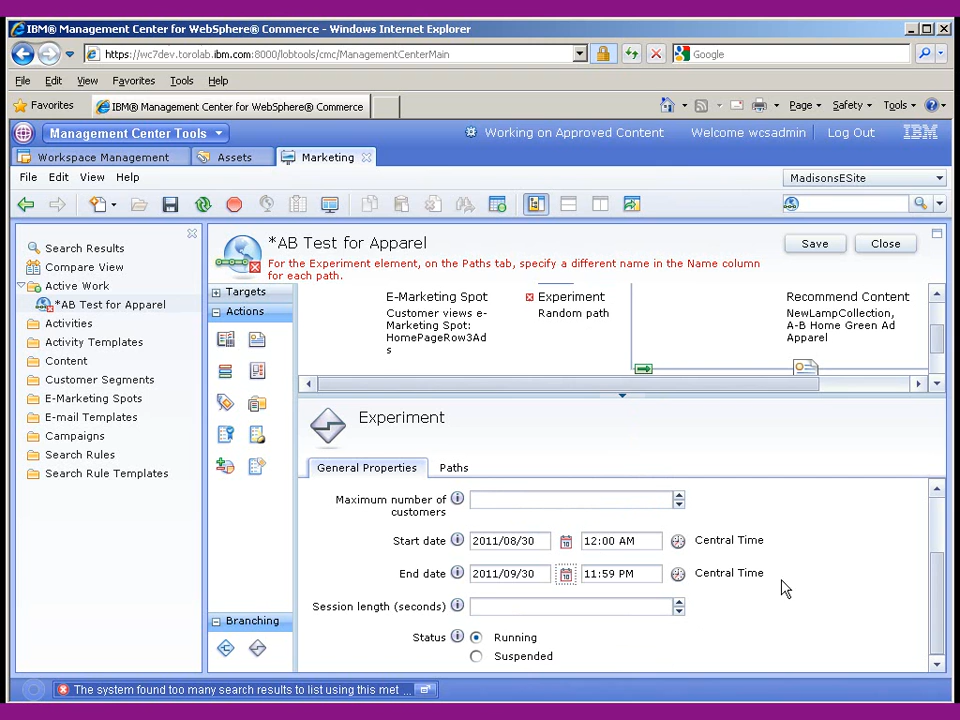 IBM® Management Center for WebSphere® Commerce - Windows Internet Explorer
https://wc7dev.torolab.ibm.com:8000/lobtools/cmc/ManagementCenterMain
Google
File Edit View Favorites Tools Help
Favorites
IBM® Management Center for WebSphere® Commerce
Page Safety Tools
Management Center Tools
Working on Approved Content
Welcome wcsadmin
Log Out
IBM
Workspace Management
Assets
Marketing
File Edit View Help
MadisonsESite
Search Results
Compare View
Active Work
*AB Test for Apparel
Activities
Activity Templates
Content
Customer Segments
E-Marketing Spots
E-mail Templates
Campaigns
Search Rules
Search Rule Templates
*AB Test for Apparel
Save
Close
For the Experiment element, on the Paths tab, specify a different name in the Name column
for each path.
Targets
Actions
Branching
E-Marketing Spot
Customer views e-
Marketing Spot:
HomePageRow3Ad
s
Experiment
Random path
Recommend Content
NewLampCollection,
A-B Home Green Ad
Apparel
Experiment
General Properties
Paths
Maximum number of
customers
Start date 2011/08/30 12:00 AM Central Time
End date 2011/09/30 11:59 PM Central Time
Session length (seconds)
Status Running
Suspended
The system found too many search results to list using this met ...